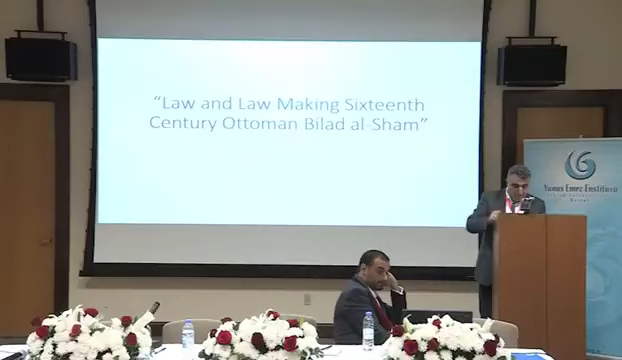 “Law and Law Making Sixteenth
Century Ottoman Bilad al-Sham”
Yunus Emre Enstitüsü